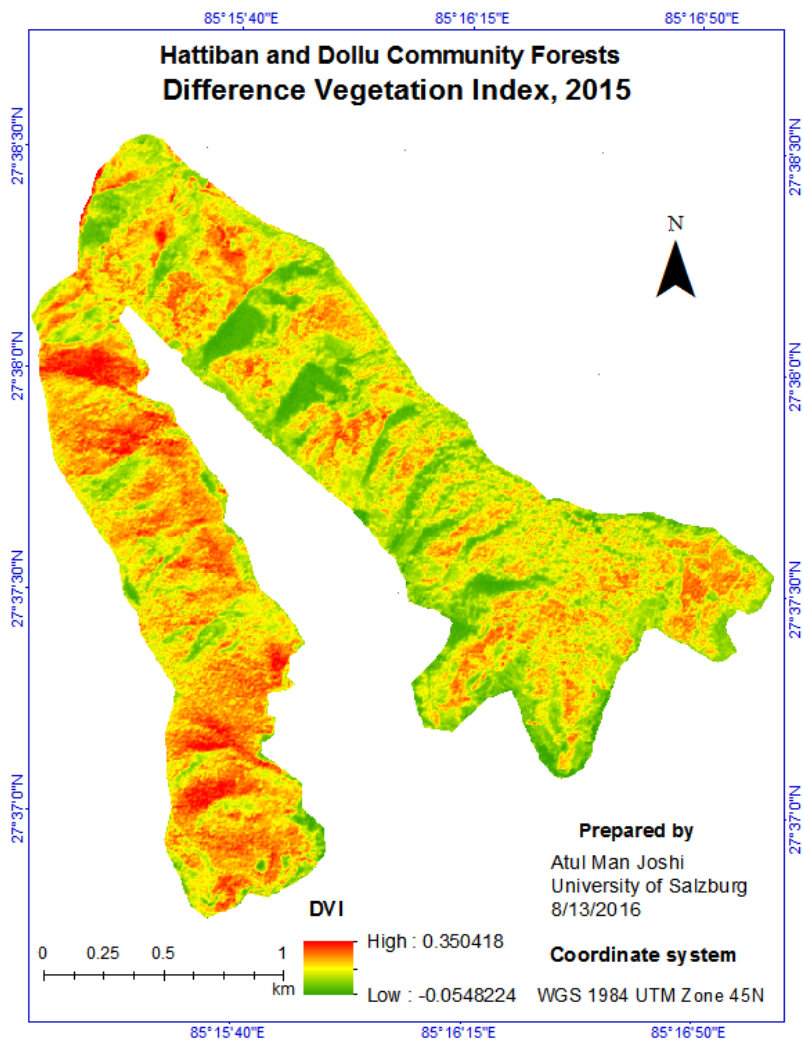 85°15'40"E
85°16'15"E
85°16'50"E
Hattiban and Dollu Community Forests
Difference Vegetation Index, 2015
27°38'30"N
27°38'30"N
N
27°38'0"N
27°38'0"N
27°37'30"N
27°37'30"N
27°37'0"N
27°37'0"N
Prepared by
Atul Man Joshi
University of Salzburg
8/13/2016
DVI
High : 0.350418
Low : -0.0548224
0 0.25 0.5 1
km
Coordinate system
WGS 1984 UTM Zone 45N
85°15'40"E
85°16'15"E
85°16'50"E